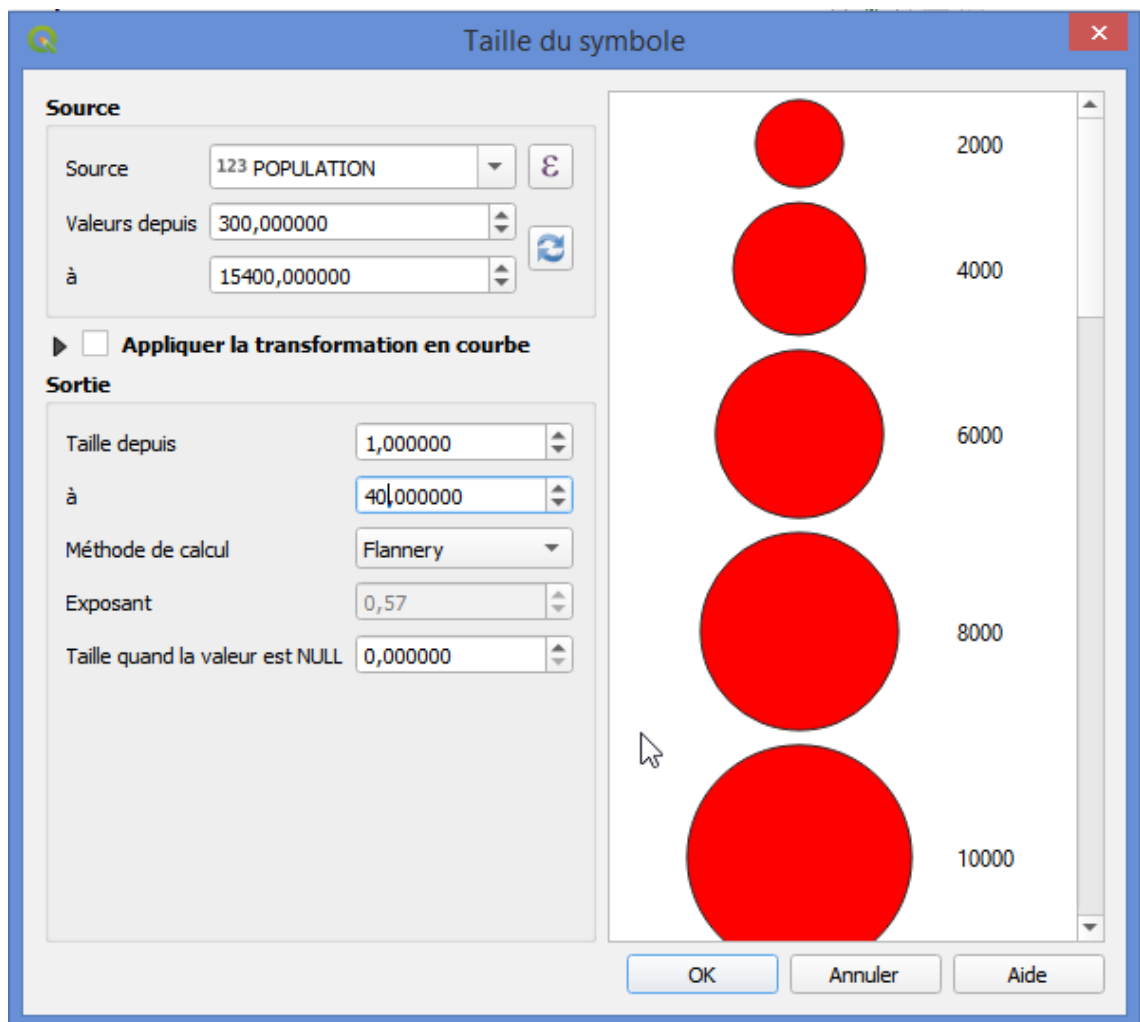 Taille du symbole
Source
Source 123 POPULATION ε
Valeurs depuis 300,000000
à 15400,000000
Appliquer la transformation en courbe
Sortie
Taille depuis 1,000000
à 40,000000
Méthode de calcul Flannery
Exposant 0,57
Taille quand la valeur est NULL 0,000000
2000
4000
6000
8000
10000
OK Annuler Aide